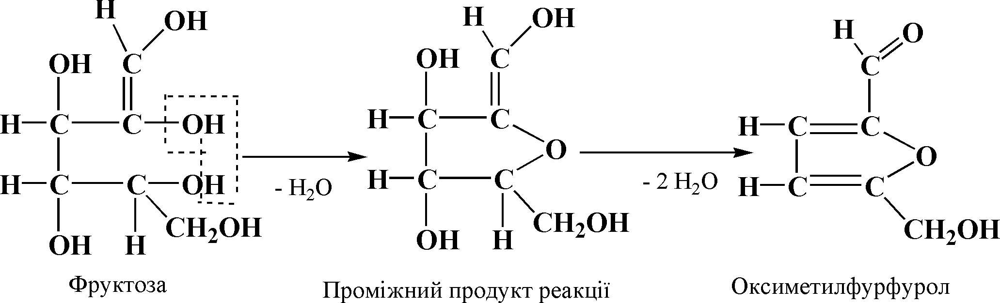 H OH
OH C
H C C OH
H C C OH
CH2OH
OH H
Фруктоза
- H2O
H OH
OH C
H C C
O
H C C
CH2OH
OH H
Проміжний продукт реакції
- 2 H2O
H O
C
H C C
O
H C C
CH2OH
Оксиметилфурфурол